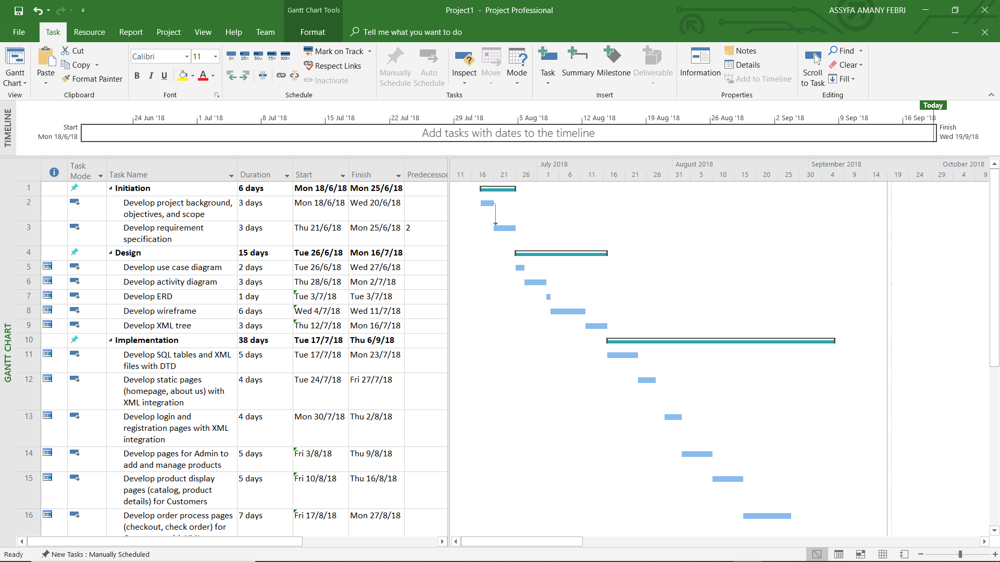 Gantt Chart Tools
Project1 - Project Professional
ASSYFA AMANY FEBRI
File Task Resource Report Project View Help Team Format Tell me what you want to do
Gantt Chart
View
Paste
Cut
Copy
Format Painter
Clipboard
Calibri 11
B I U A
Font
0% 25% 50% 75% 100%
Mark on Track
Respect Links
Inactivate
Schedule
Manually Schedule
Auto Schedule
Inspect
Move
Mode
Tasks
Task
Summary
Milestone
Deliverable
Insert
Information
Notes
Details
Add to Timeline
Properties
Scroll to Task
Find
Clear
Fill
Editing
TIMELINE
Today
24 Jun '18 1 Jul '18 8 Jul '18 15 Jul '18 22 Jul '18 29 Jul '18 5 Aug '18 12 Aug '18 19 Aug '18 26 Aug '18 2 Sep '18 9 Sep '18 16 Sep '18
Start
Mon 18/6/18
Add tasks with dates to the timeline
Finish
Wed 19/9/18
GANTT CHART
Task Mode Task Name Duration Start Finish Predecessor
July 2018 August 2018 September 2018 October 2018
11 16 21 26 1 6 11 16 21 26 31 5 10 15 20 25 30 4 9 14 19 24 29 4 9
1 Initiation 6 days Mon 18/6/18 Mon 25/6/18
2 Develop project background, 3 days Mon 18/6/18 Wed 20/6/18
objectives, and scope
3 Develop requirement 3 days Thu 21/6/18 Mon 25/6/18 2
specification
4 Design 15 days Tue 26/6/18 Mon 16/7/18
5 Develop use case diagram 2 days Tue 26/6/18 Wed 27/6/18
6 Develop activity diagram 3 days Thu 28/6/18 Mon 2/7/18
7 Develop ERD 1 day Tue 3/7/18 Tue 3/7/18
8 Develop wireframe 6 days Wed 4/7/18 Wed 11/7/18
9 Develop XML tree 3 days Thu 12/7/18 Mon 16/7/18
10 Implementation 38 days Tue 17/7/18 Thu 6/9/18
11 Develop SQL tables and XML 5 days Tue 17/7/18 Mon 23/7/18
files with DTD
12 Develop static pages 4 days Tue 24/7/18 Fri 27/7/18
(homepage, about us) with
XML integration
13 Develop login and 4 days Mon 30/7/18 Thu 2/8/18
registration pages with XML
integration
14 Develop pages for Admin to 5 days Fri 3/8/18 Thu 9/8/18
add and manage products
15 Develop product display 5 days Fri 10/8/18 Thu 16/8/18
pages (catalog, product
details) for Customers
16 Develop order process pages 7 days Fri 17/8/18 Mon 27/8/18
(checkout, check order) for
Ready New Tasks : Manually Scheduled